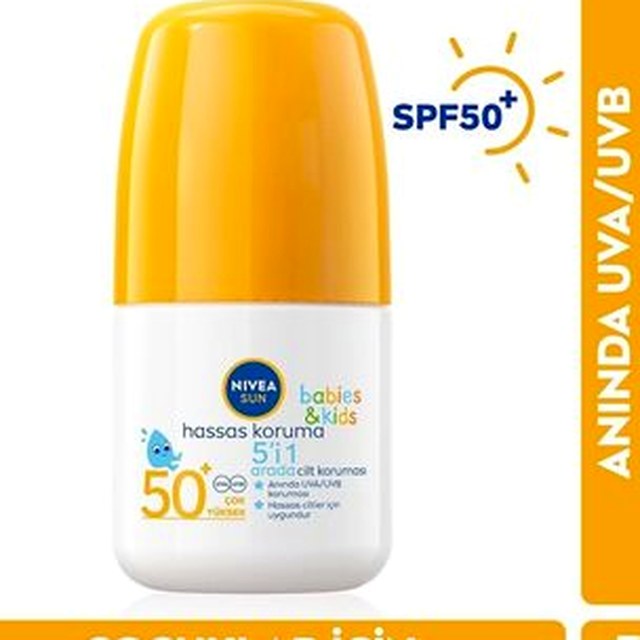 SPF50+
ANINDA UVA/UVB
NIVEA
SUN
babies
&kids
hassas koruma
5'i 1
arada cilt koruması
50+
ÇOK
YÜKSEK
Anında UVA/UVB
koruması
Hassas ciltler için
uygundur